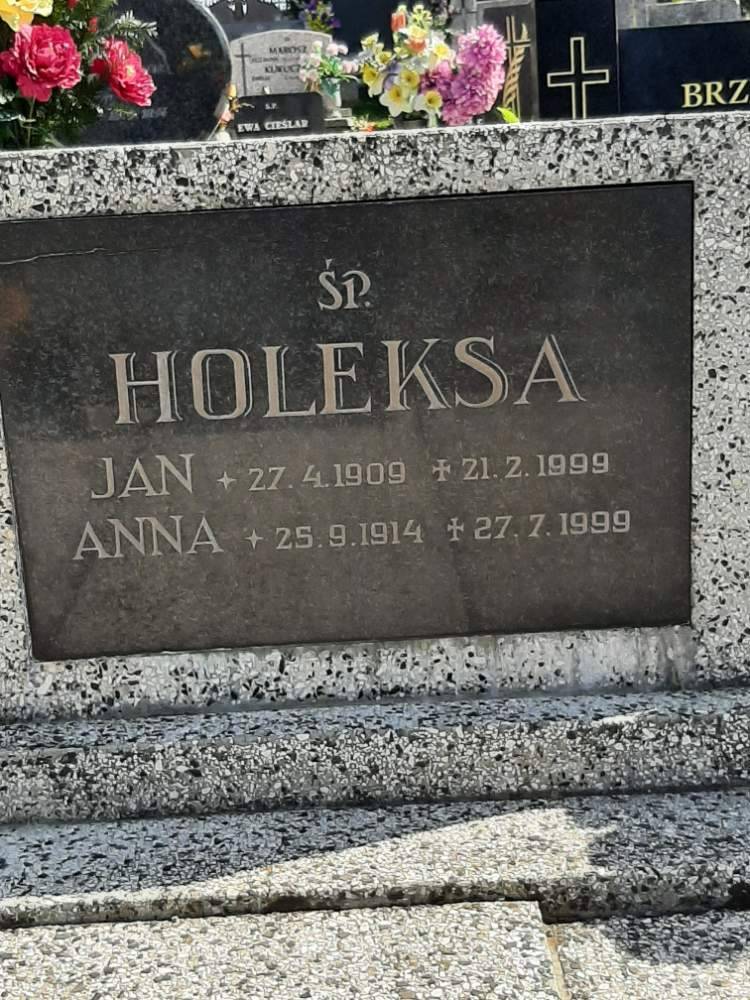 MAROSZ
KUKUCZ
Ś.P.
EWA CIEŚLAR
BRZ
ŚP.
HOLEKSA
JAN ✦ 27.4.1909 ✝ 21.2.1999
ANNA ✦ 25.9.1914 ✝ 27.7.1999